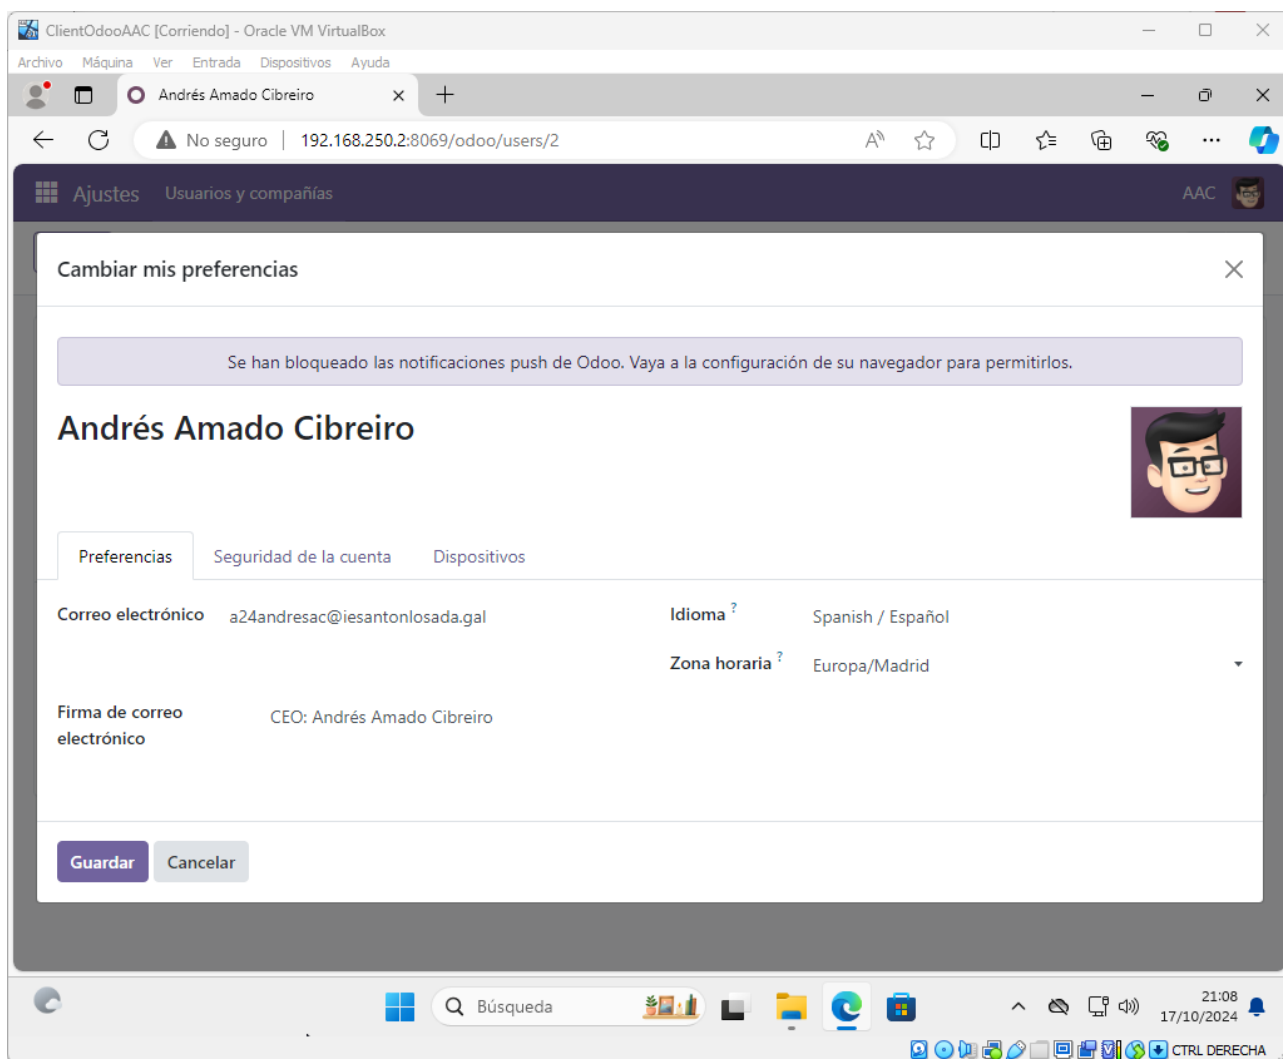 ClientOdooAAC [Corriendo] - Oracle VM VirtualBox
Archivo Máquina Ver Entrada Dispositivos Ayuda
Andrés Amado Cibreiro
No seguro 192.168.250.2:8069/odoo/users/2
Ajustes Usuarios y compañías AAC
Cambiar mis preferencias
Se han bloqueado las notificaciones push de Odoo. Vaya a la configuración de su navegador para permitirlos.
Andrés Amado Cibreiro
Preferencias Seguridad de la cuenta Dispositivos
Correo electrónico a24andresac@iesantonlosada.gal Idioma ? Spanish / Español
Zona horaria ? Europa/Madrid
Firma de correo electrónico CEO: Andrés Amado Cibreiro
Guardar Cancelar
Búsqueda
21:08
17/10/2024
CTRL DERECHA